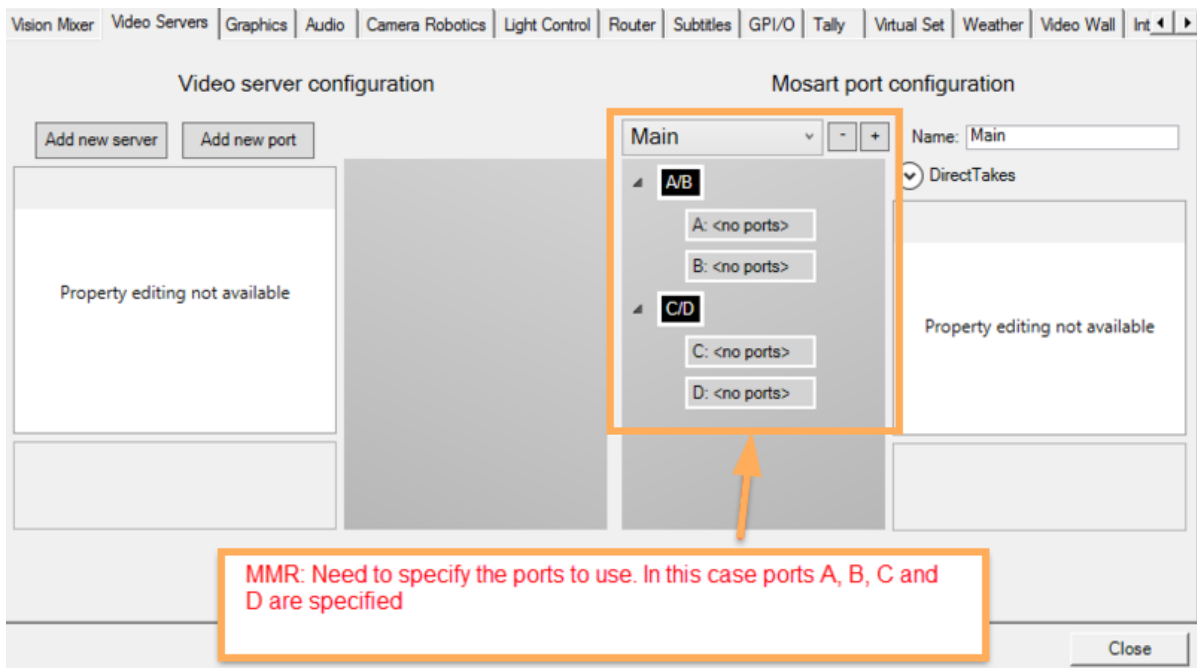 Vision Mixer Video Servers Graphics Audio Camera Robotics Light Control Router Subtitles GPI/O Tally Virtual Set Weather Video Wall Int
Video server configuration
Mosart port configuration
Add new server
Add new port
Main
-
+
Name: Main
DirectTakes
A/B
A: <no ports>
B: <no ports>
C/D
C: <no ports>
D: <no ports>
Property editing not available
Property editing not available
MMR: Need to specify the ports to use. In this case ports A, B, C and
D are specified
Close